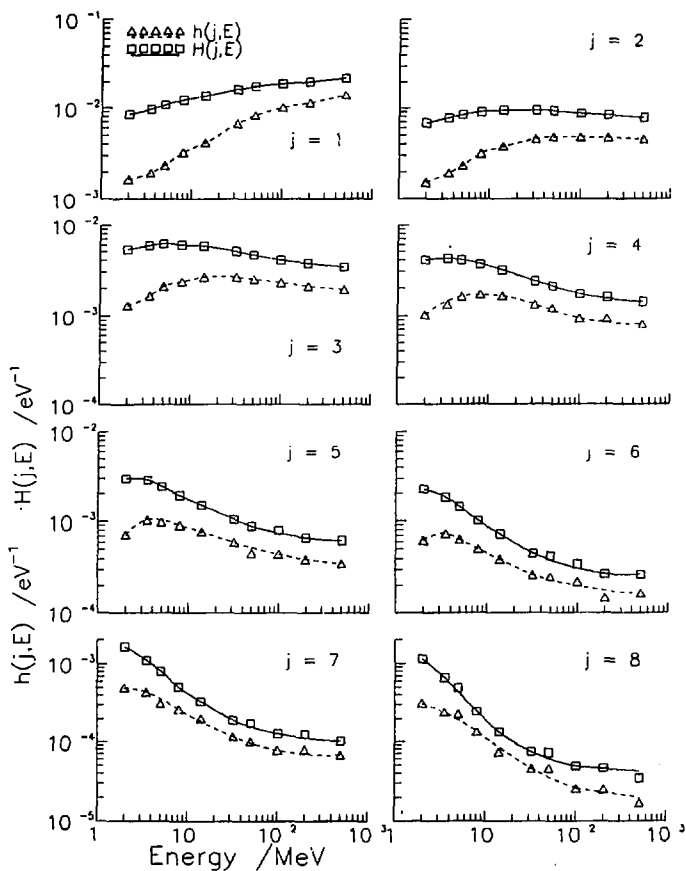 h(j,E)
H(j,E)
j = 1
j = 2
10⁻¹
10⁻²
10⁻³
j = 3
j = 4
10⁻²
10⁻³
10⁻⁴
j = 5
j = 6
10⁻²
10⁻³
10⁻⁴
j = 7
j = 8
10⁻³
10⁻⁴
10⁻⁵
h(j,E) /eV⁻¹ ·H(j,E) /eV⁻¹
1 10 10² 10³1 10 10² 10³
Energy /MeV